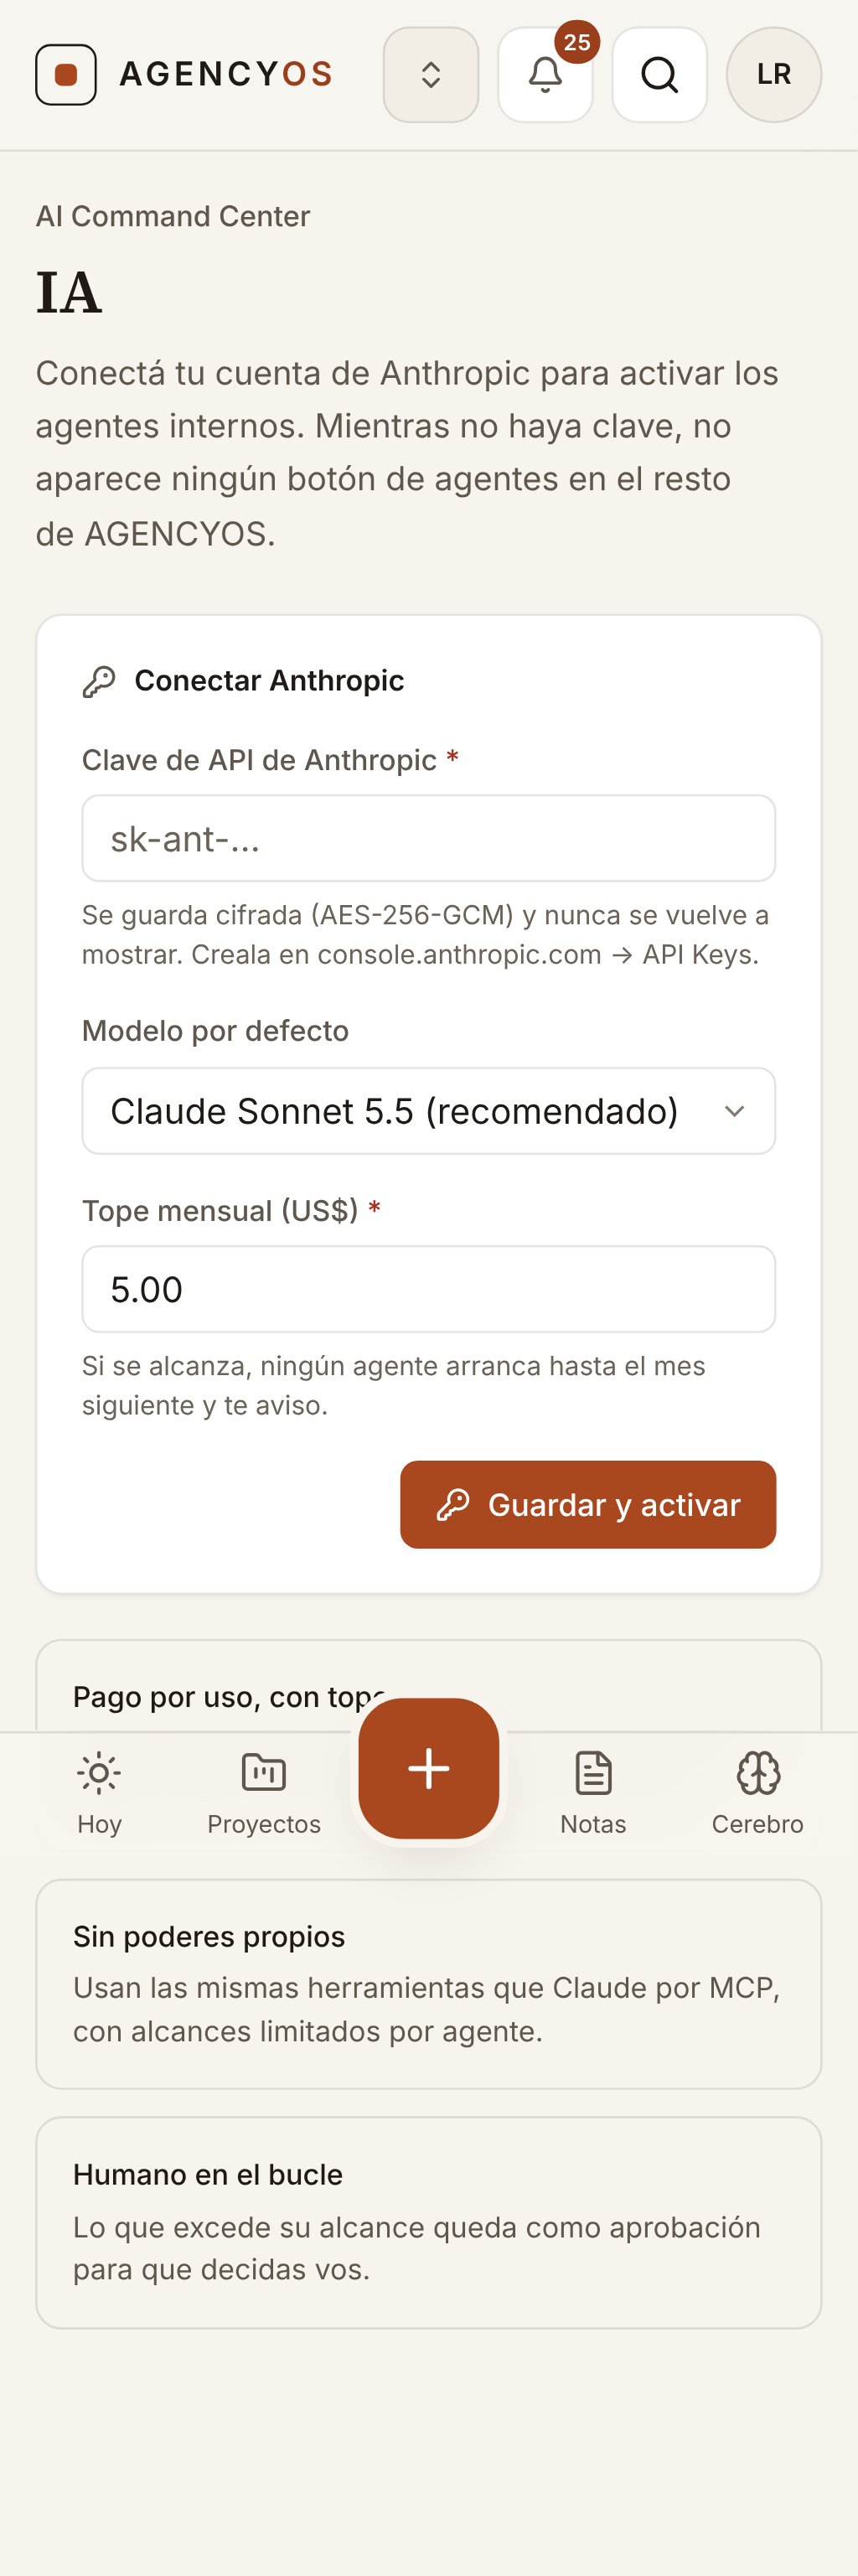 AGENCYOS
25
LR
AI Command Center
IA
Conectá tu cuenta de Anthropic para activar los
agentes internos. Mientras no haya clave, no
aparece ningún botón de agentes en el resto
de AGENCYOS.
Conectar Anthropic
Clave de API de Anthropic *
sk-ant-...
Se guarda cifrada (AES-256-GCM) y nunca se vuelve a
mostrar. Creala en console.anthropic.com → API Keys.
Modelo por defecto
Claude Sonnet 5.5 (recomendado)
Tope mensual (US$) *
5.00
Si se alcanza, ningún agente arranca hasta el mes
siguiente y te aviso.
Guardar y activar
Pago por uso, con tope
Hoy
Proyectos
Notas
Cerebro
Sin poderes propios
Usan las mismas herramientas que Claude por MCP,
con alcances limitados por agente.
Humano en el bucle
Lo que excede su alcance queda como aprobación
para que decidas vos.